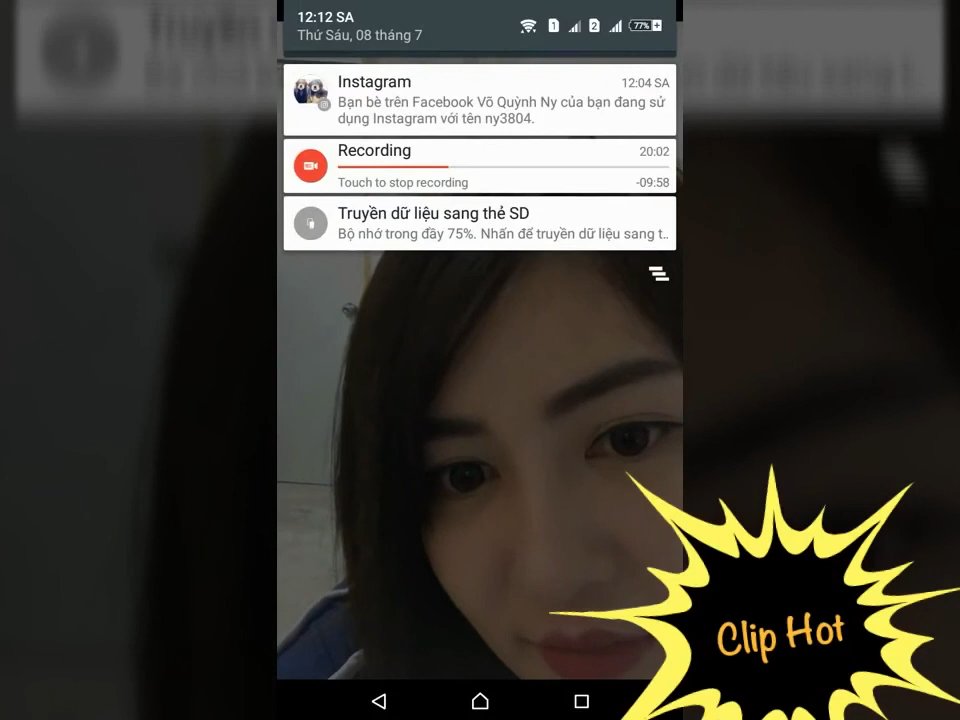 12:12 SA
Thứ Sáu, 08 tháng 7
1
2
77%
Instagram
12:04 SA
Bạn bè trên Facebook Võ Quỳnh Ny của bạn đang sử
dụng Instagram với tên ny3804.
Recording
20:02
Touch to stop recording
-09:58
Truyền dữ liệu sang thẻ SD
Bộ nhớ trong đầy 75%. Nhấn để truyền dữ liệu sang t..
Clip Hot